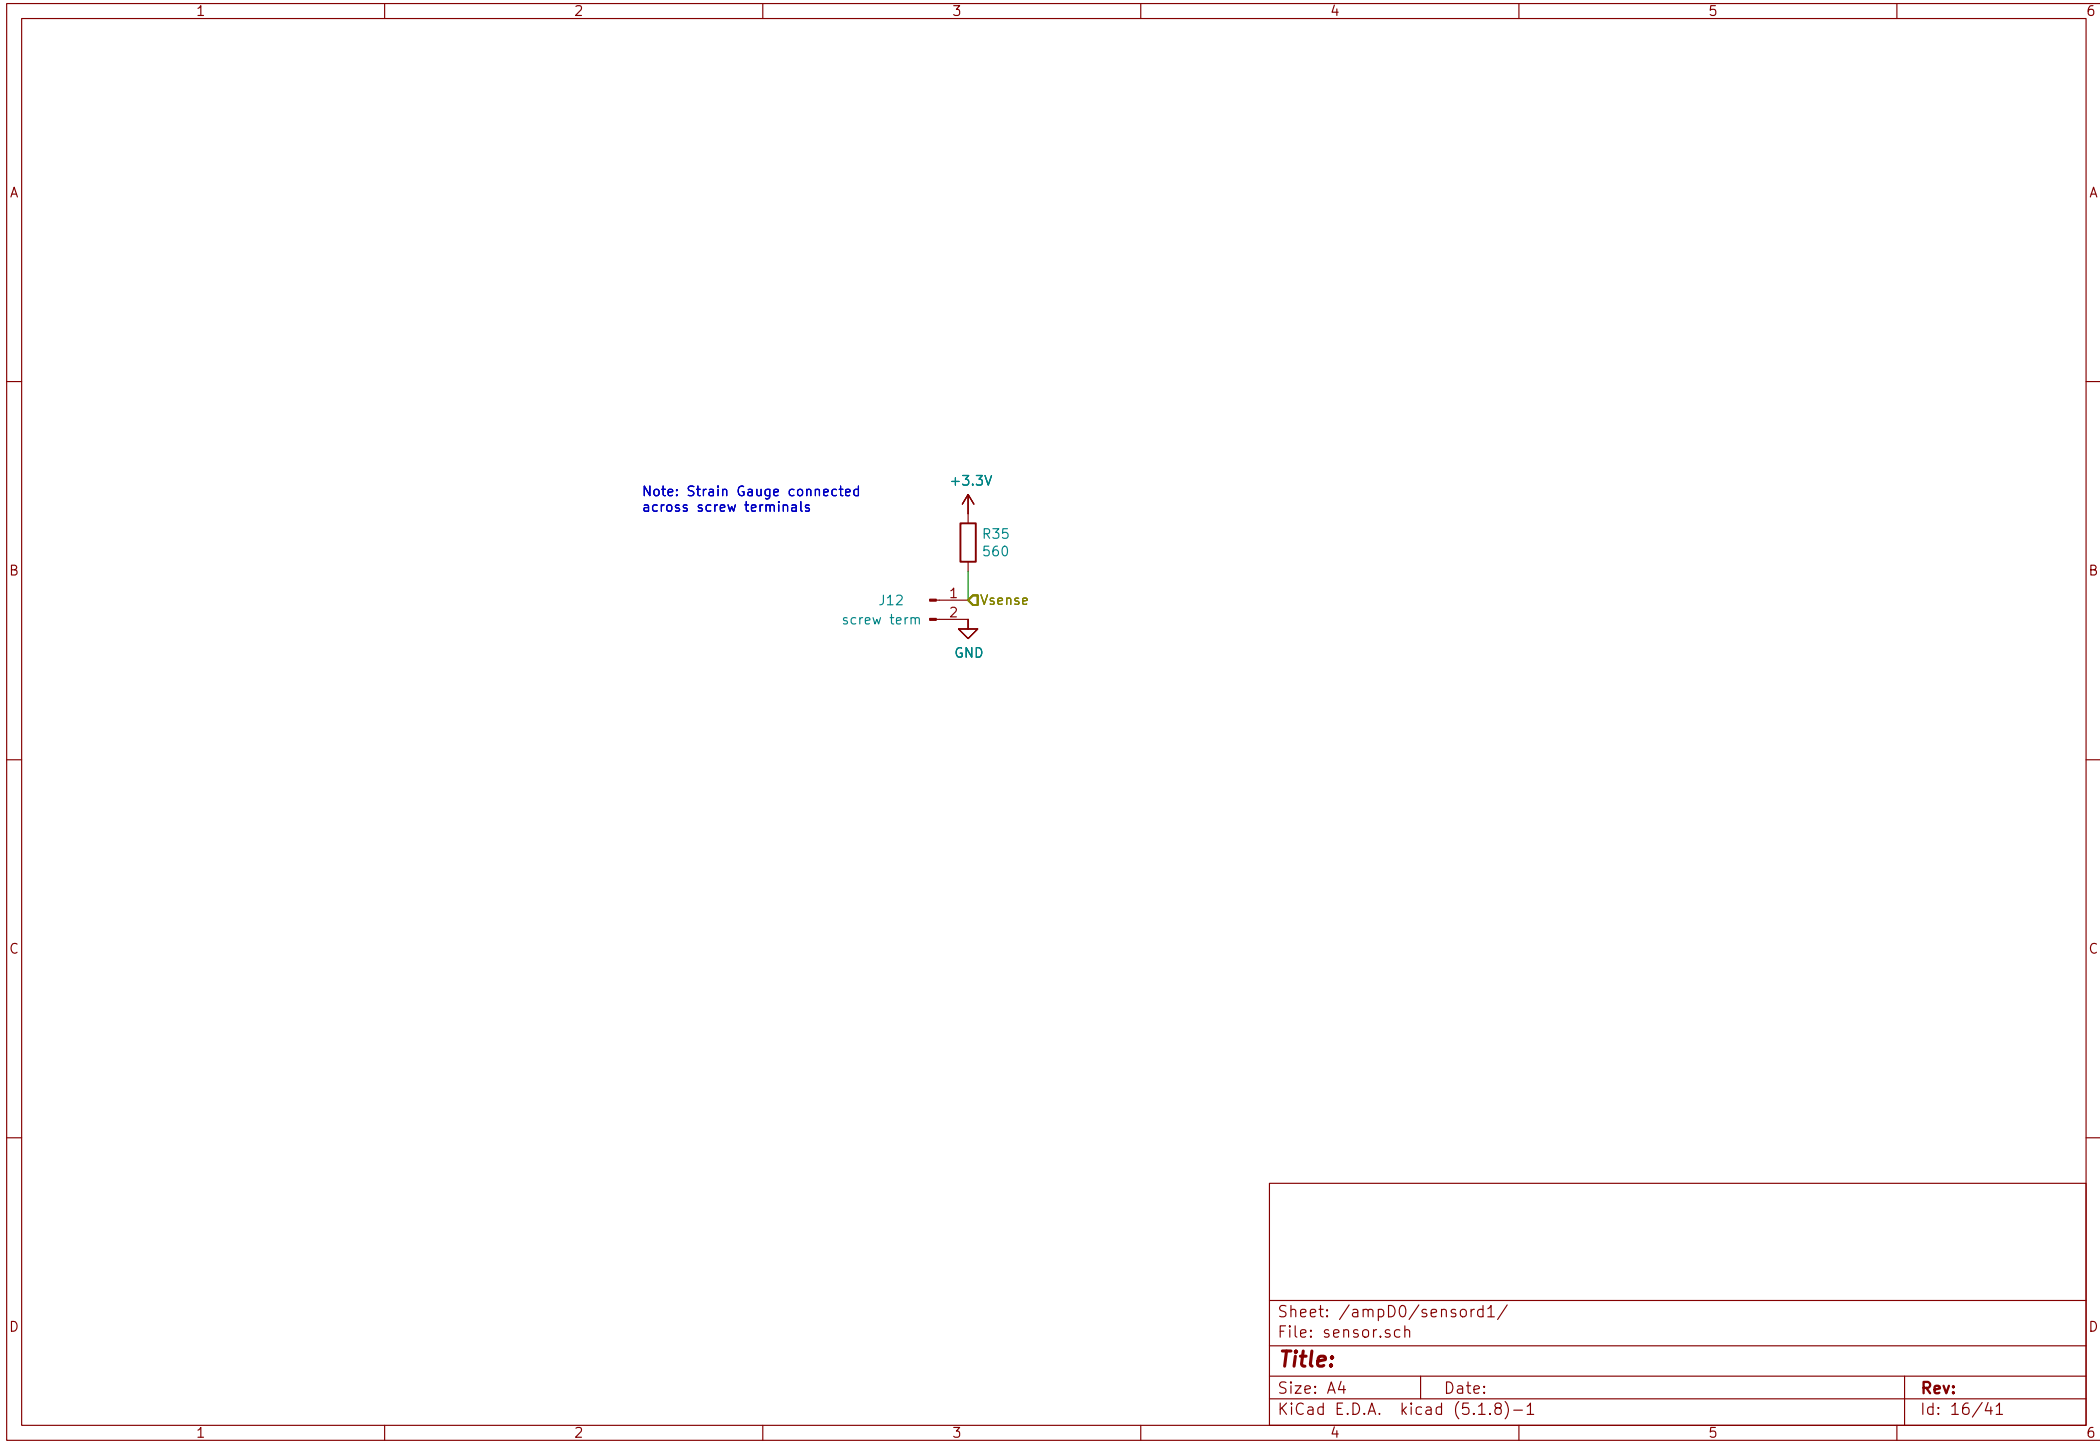 1 2 3 4 5 6
A A
+3.3V
Note: Strain Gauge connected
across screw terminals
R35
560
B B
J12 1 Vsense
screw term 2
GND
C C
Sheet: /ampD0/sensord1/
File: sensor.sch
D D
Title:
Size: A4 Date: Rev:
KiCad E.D.A. kicad (5.1.8)-1 Id: 16/41
1 2 3 4 5 6